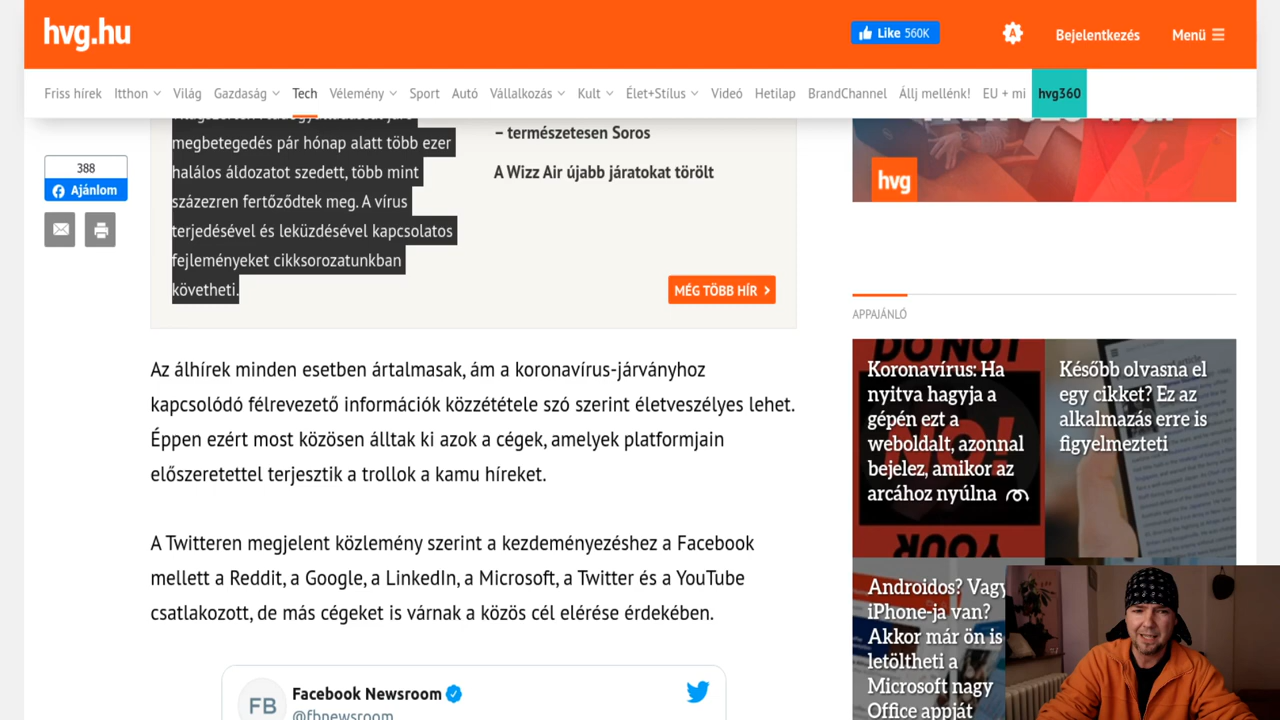 hvg.hu
Like 560K
A
Bejelentkezés
Menü
Friss hírek Itthon Világ Gazdaság Tech Vélemény Sport Autó Vállalkozás Kult Élet+Stílus Videó Hetilap BrandChannel Állj mellénk! EU + mi hvg360
388
Ajánlom
megbetegedés pár hónap alatt több ezer
halálos áldozatot szedett, több mint
százezren fertőződtek meg. A vírus
terjedésével és leküzdésével kapcsolatos
fejleményeket cikksorozatunkban
követheti.
– természetesen Soros
A Wizz Air újabb járatokat törölt
MÉG TÖBB HÍR
Az álhírek minden esetben ártalmasak, ám a koronavírus-járványhoz
kapcsolódó félrevezető információk közzététele szó szerint életveszélyes lehet.
Éppen ezért most közösen álltak ki azok a cégek, amelyek platformjain
előszeretettel terjesztik a trollok a kamu híreket.
A Twitteren megjelent közlemény szerint a kezdeményezéshez a Facebook
mellett a Reddit, a Google, a LinkedIn, a Microsoft, a Twitter és a YouTube
csatlakozott, de más cégeket is várnak a közös cél elérése érdekében.
FB
Facebook Newsroom
@fbnewsroom
hvg
APPAJÁNLÓ
DO NOT
NO!
YOUR
Koronavírus: Ha
nyitva hagyja a
gépén ezt a
weboldalt, azonnal
bejelez, amikor az
arcához nyúlna
Később olvasna el
egy cikket? Ez az
alkalmazás erre is
figyelmezteti
Androidos? Vagy
iPhone-ja van?
Akkor már ön is
letöltheti a
Microsoft nagy
Office appját